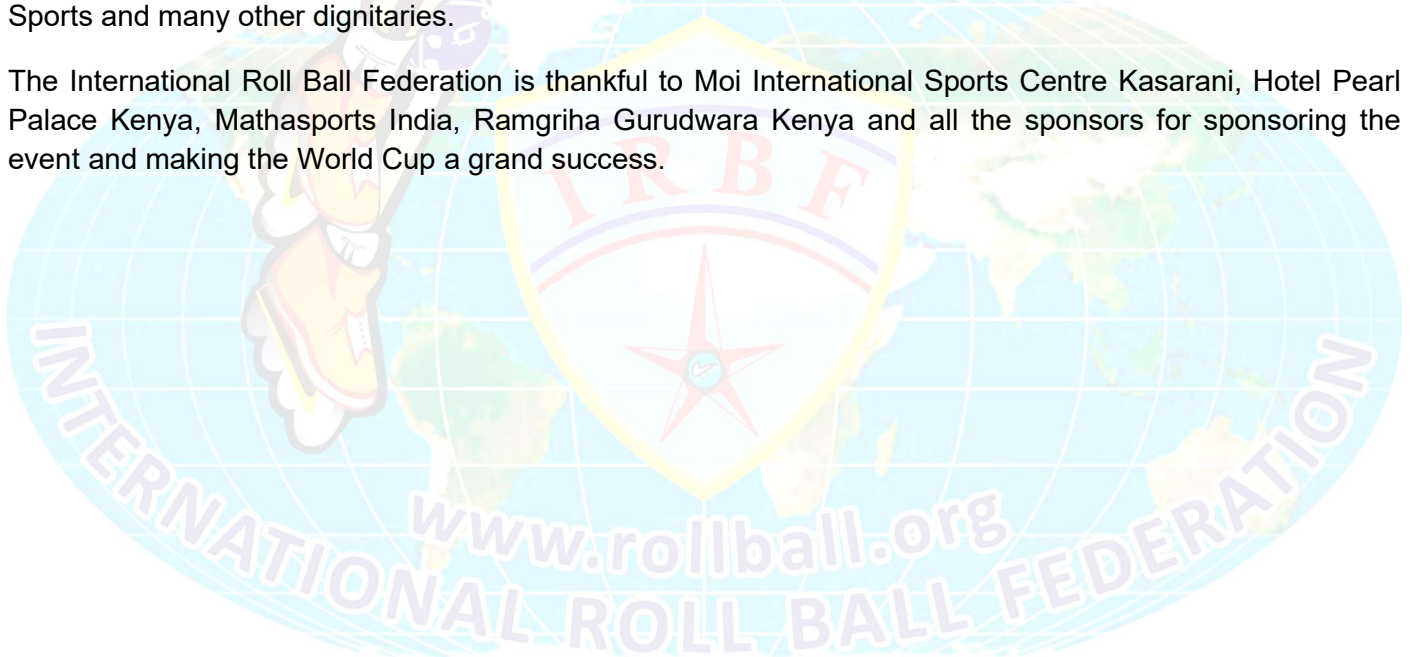 Sports and many other dignitaries.
The International Roll Ball Federation is thankful to Moi International Sports Centre Kasarani, Hotel Pearl
Palace Kenya, Mathasports India, Ramgriha Gurudwara Kenya and all the sponsors for sponsoring the
event and making the World Cup a grand success.
IRBF
www.rollball.org
INTERNATIONAL ROLL BALL FEDERATION